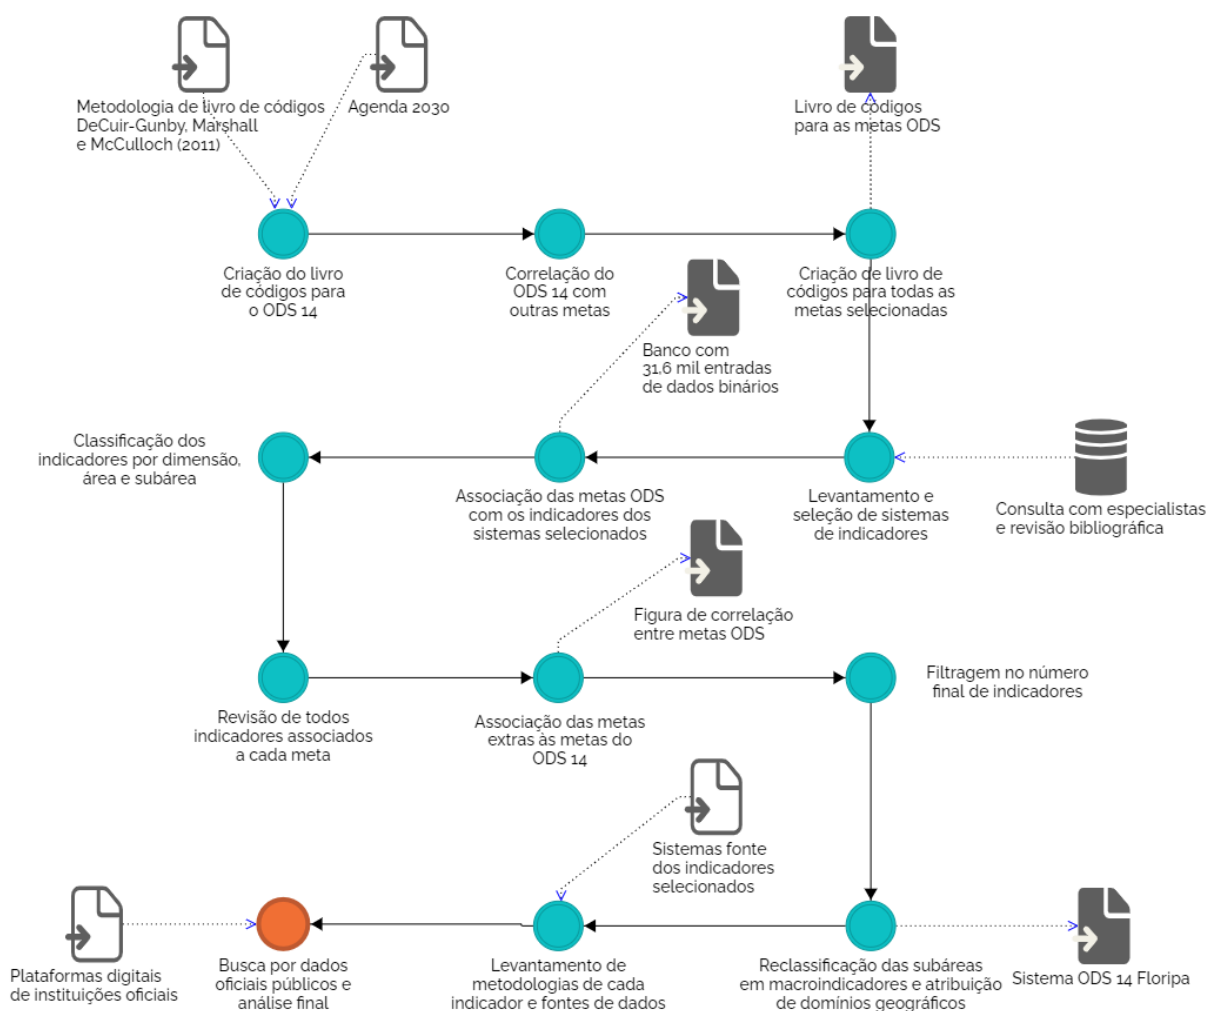 Metodologia de livro de códigos
DeCuir-Gunby, Marshall
e McCulloch (2011)
Agenda 2030
Livro de códigos
para as metas ODS
Criação do livro
de códigos para
o ODS 14
Correlação do
ODS 14 com
outras metas
Criação de livro de
códigos para todas as
metas selecionadas
Banco com
31,6 mil entradas
de dados binários
Classificação dos
indicadores por dimensão,
área e subárea
Associação das metas ODS
com os indicadores dos
sistemas selecionados
Levantamento e
seleção de sistemas
de indicadores
Consulta com especialistas
e revisão bibliográfica
Figura de correlação
entre metas ODS
Revisão de todos
indicadores associados
a cada meta
Associação das metas
extras às metas do
ODS 14
Filtragem no número
final de indicadores
Sistemas fonte
dos indicadores
selecionados
Plataformas digitais
de instituições oficiais
Busca por dados
oficiais públicos e
análise final
Levantamento de
metodologias de cada
indicador e fontes de dados
Reclassificação das subáreas
em macroindicadores e atribuição
de domínios geográficos
Sistema ODS 14 Floripa